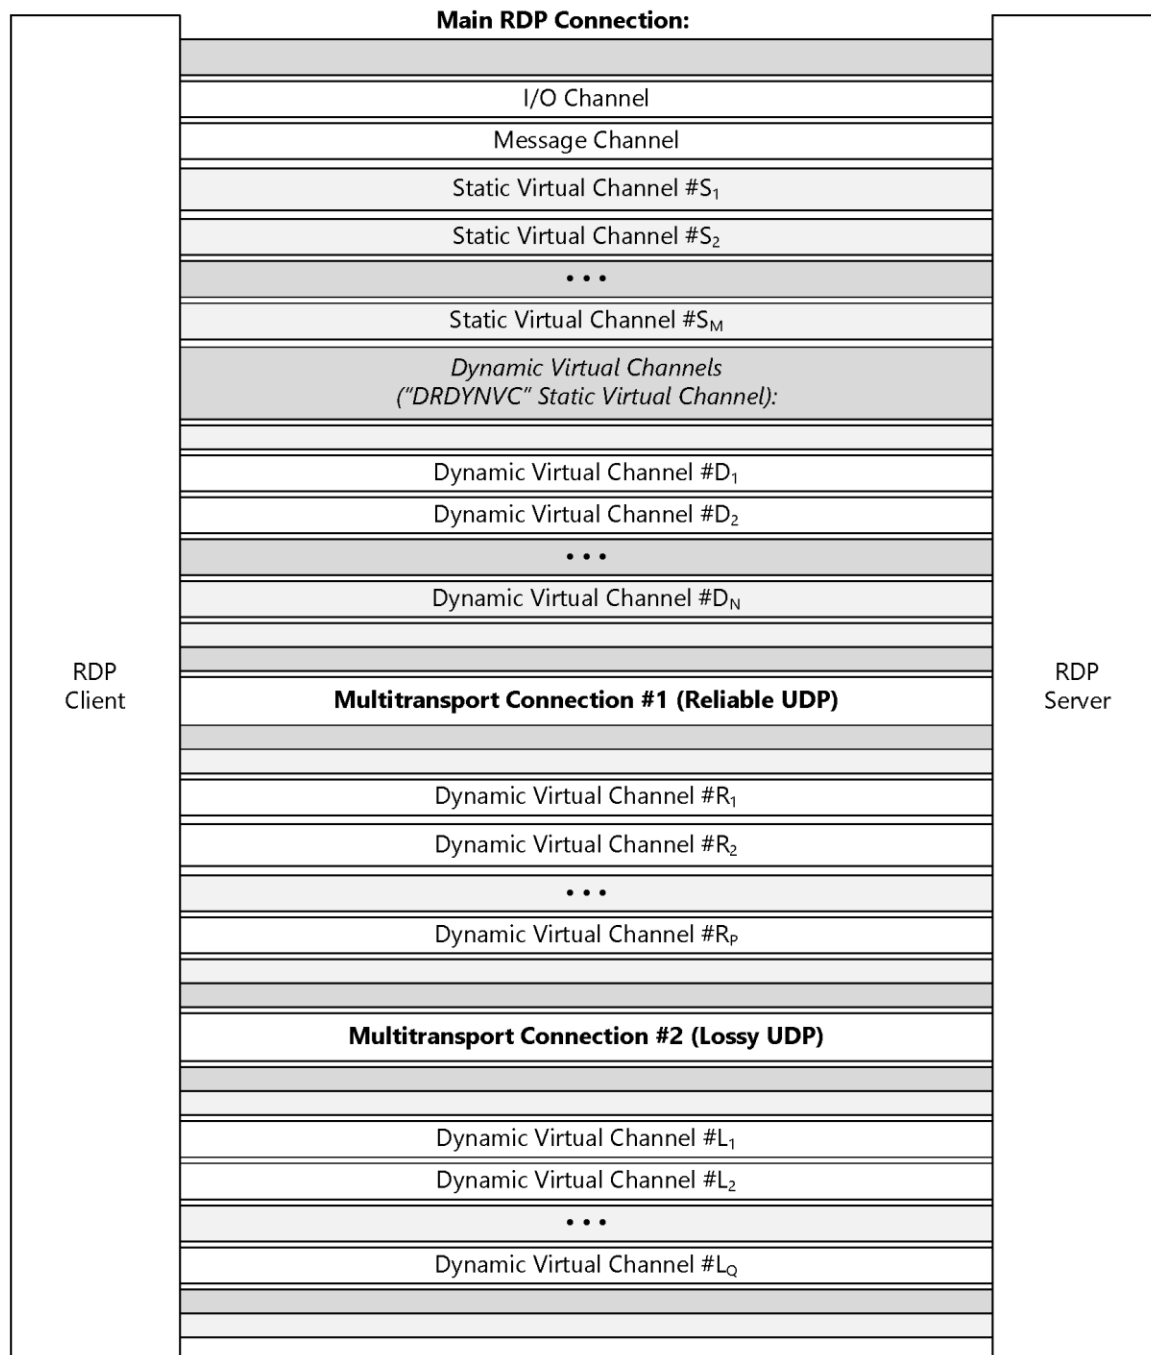 Main RDP Connection:
I/O Channel
Message Channel
Static Virtual Channel #S₁
Static Virtual Channel #S₂
• • •
Static Virtual Channel #Sᴍ
Dynamic Virtual Channels
("DRDYNVC" Static Virtual Channel):
Dynamic Virtual Channel #D₁
Dynamic Virtual Channel #D₂
• • •
Dynamic Virtual Channel #Dɴ
RDP
Client
RDP
Server
Multitransport Connection #1 (Reliable UDP)
Dynamic Virtual Channel #R₁
Dynamic Virtual Channel #R₂
• • •
Dynamic Virtual Channel #Rᴘ
Multitransport Connection #2 (Lossy UDP)
Dynamic Virtual Channel #L₁
Dynamic Virtual Channel #L₂
• • •
Dynamic Virtual Channel #LQ